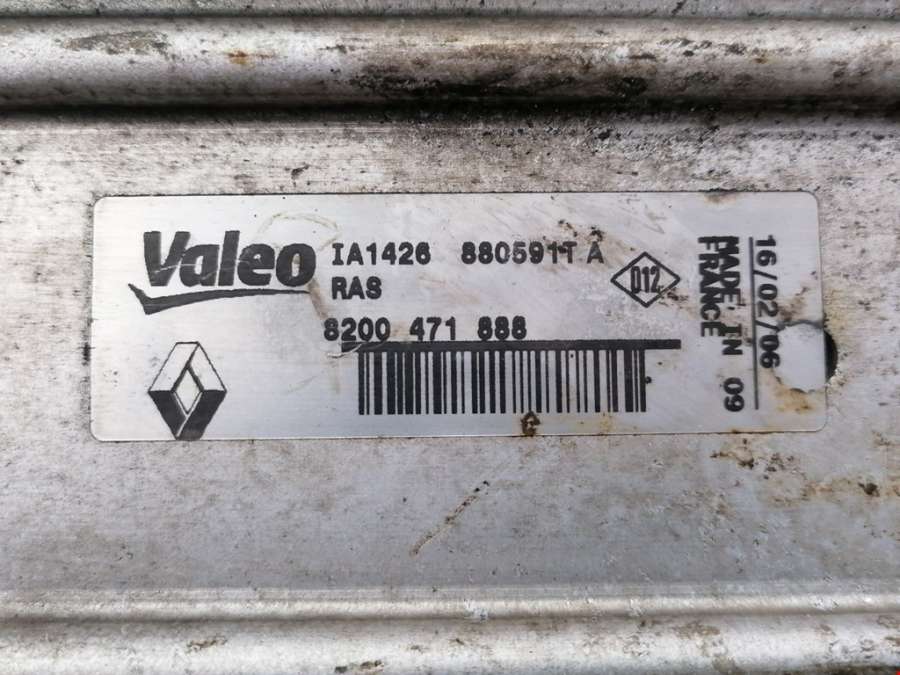 Valeo
IA1426 880591T A
RAS
8200 471 888
D12
MADE IN 09
FRANCE
16/02/06